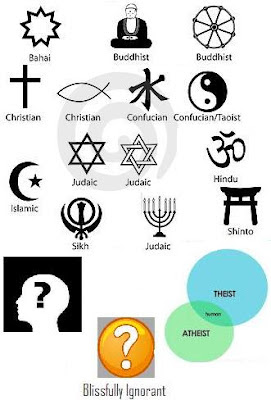 Bahai Buddhist Buddhist
Christian Christian Confucian Confucian/Taoist
Islamic Judaic Judaic Hindu
Sikh Judaic Shinto
?
THEIST
human
ATHEIST
?
Blissfully Ignorant